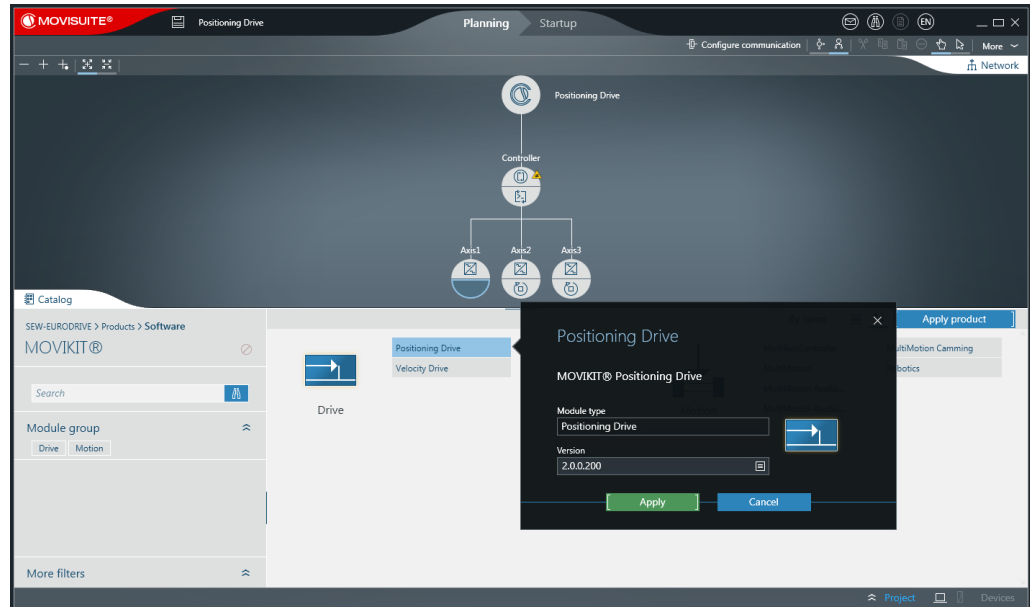 MOVISUITE®
Positioning Drive
Planning
Startup
EN
Configure communication
More
Network
Positioning Drive
Controller
Axis1
Axis2
Axis3
Catalog
SEW-EURODRIVE > Products > Software
MOVIKIT®
Search
Module group
Drive
Motion
More filters
Drive
Positioning Drive
Velocity Drive
Positioning Drive
MOVIKIT® Positioning Drive
Module type
Positioning Drive
Version
2.0.0.200
Apply
Cancel
Apply product
MultiMotion Camming
botics
Project
Devices